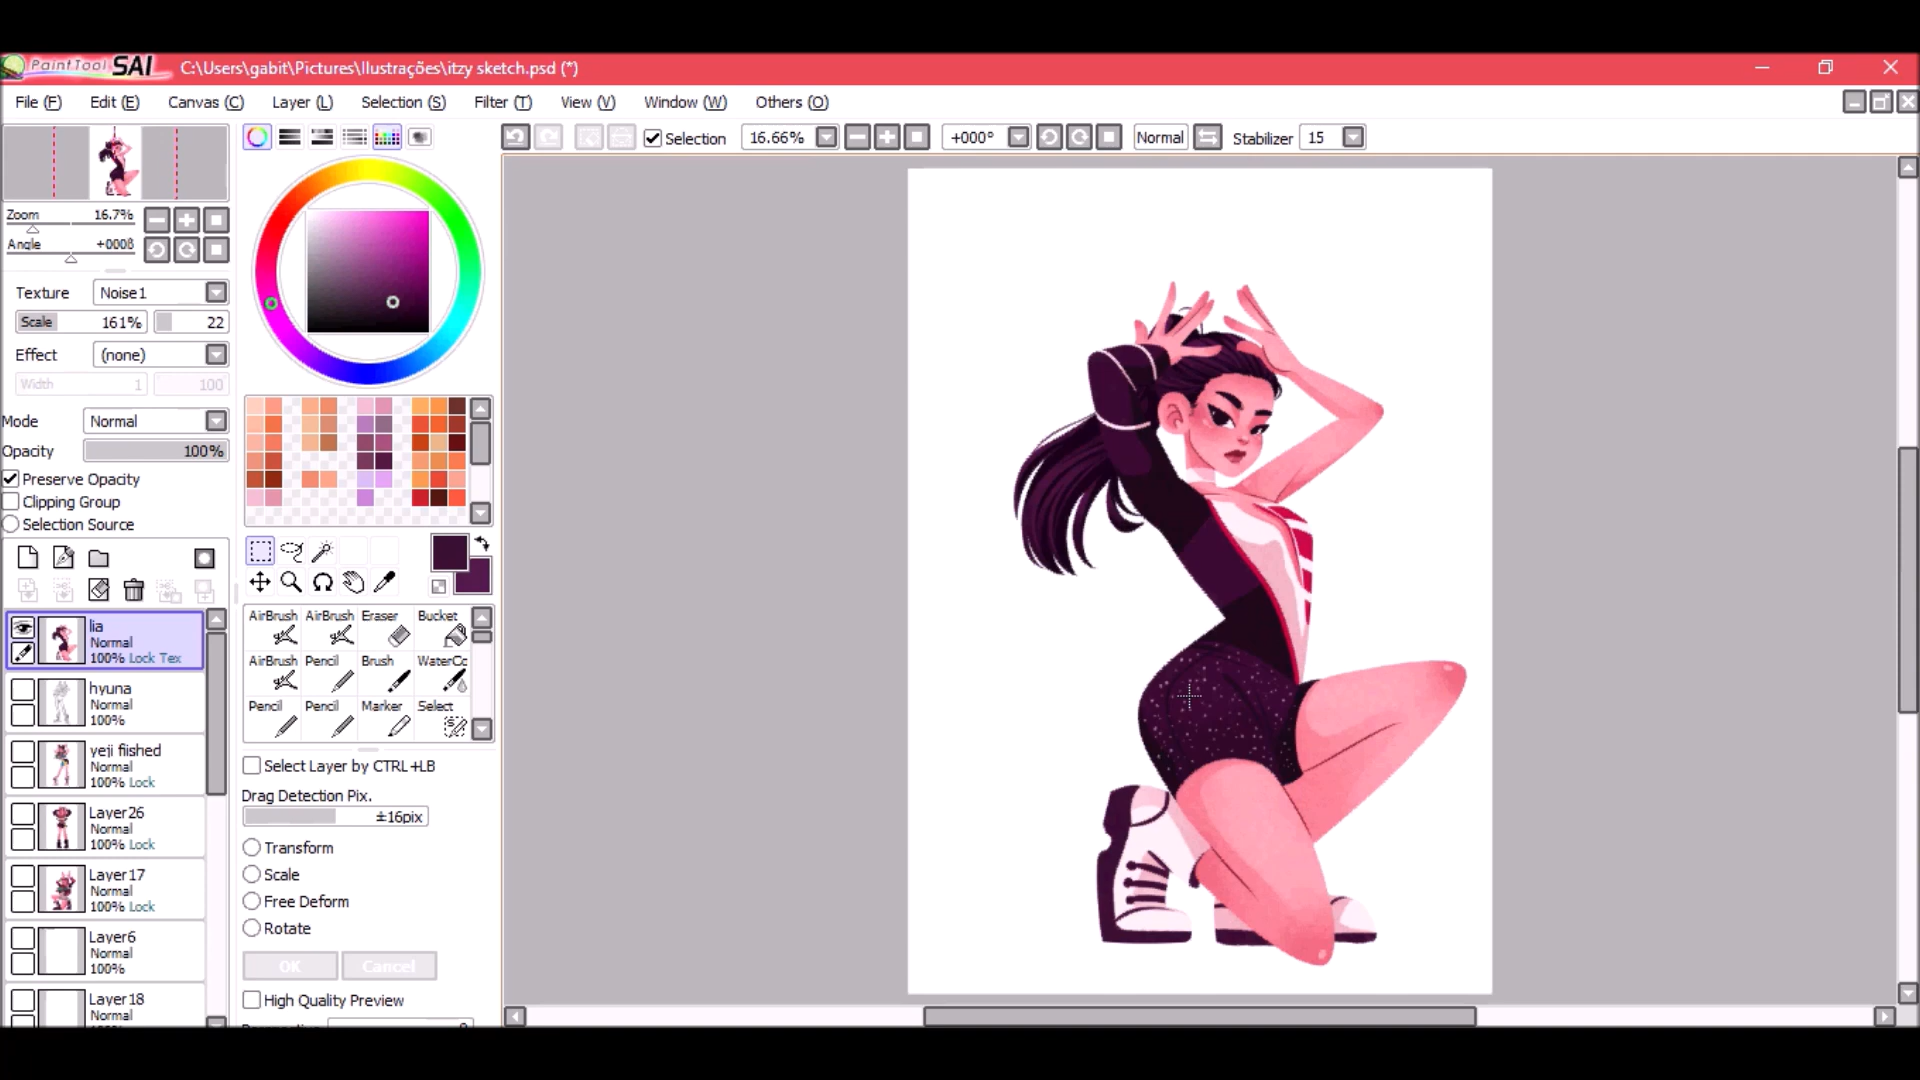 PaintTool SAI C:\Users\gabit\Pictures\Ilustrações\itzy sketch.psd (*)
File (F) Edit (E) Canvas (C) Layer (L) Selection (S) Filter (T) View (V) Window (W) Others (O)
Selection 16.66% +000° Normal Stabilizer 15
Zoom 16.7%
Angle +000ß
Texture Noise1
Scale 161% 22
Effect (none)
Width 1 100
Mode Normal
Opacity 100%
Preserve Opacity
Clipping Group
Selection Source
lia
Normal
100% Lock Tex
hyuna
Normal
100%
yeji fiished
Normal
100% Lock
Layer26
Normal
100% Lock
Layer17
Normal
100% Lock
Layer6
Normal
100%
Layer18
Normal
AirBrush AirBrush Eraser Bucket
AirBrush Pencil Brush WaterCc
Pencil Pencil Marker Select
Select Layer by CTRL+LB
Drag Detection Pix.
±16pix
Transform
Scale
Free Deform
Rotate
OK Cancel
High Quality Preview